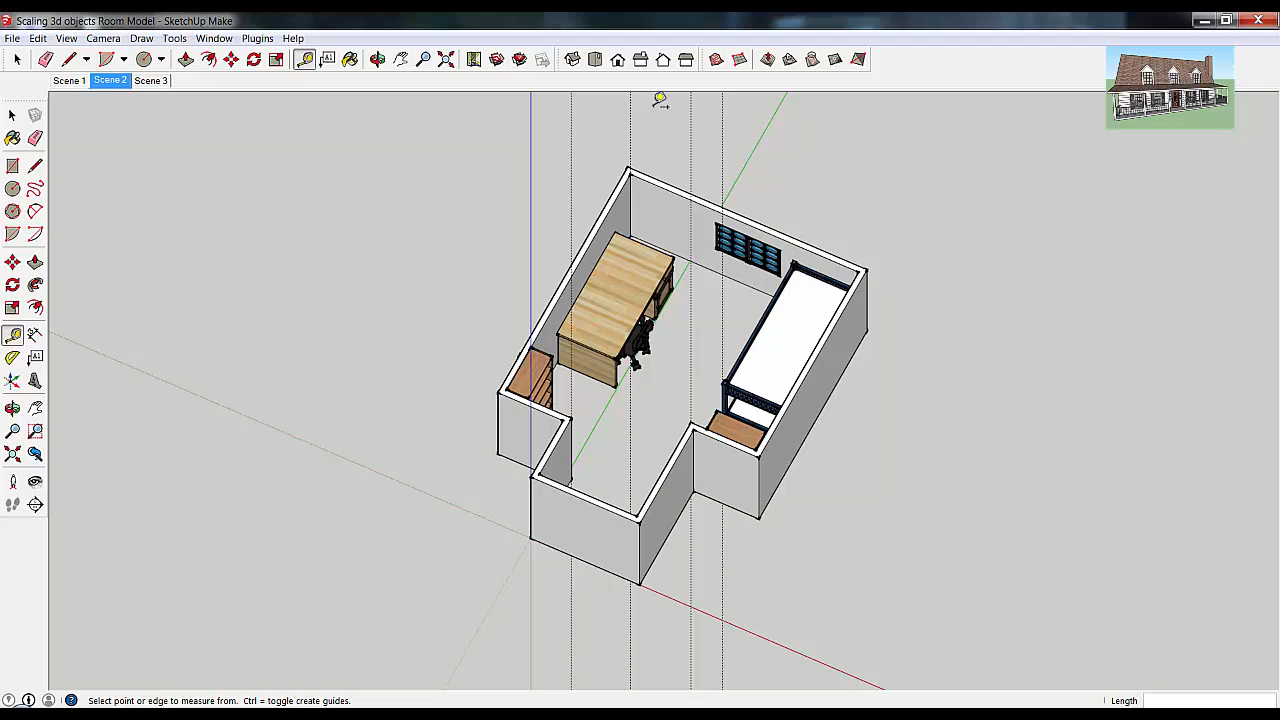 Scaling 3d objects Room Model - SketchUp Make
File Edit View Camera Draw Tools Window Plugins Help
Scene 1 Scene 2 Scene 3
Select point or edge to measure from. Ctrl = toggle create guides.
Length